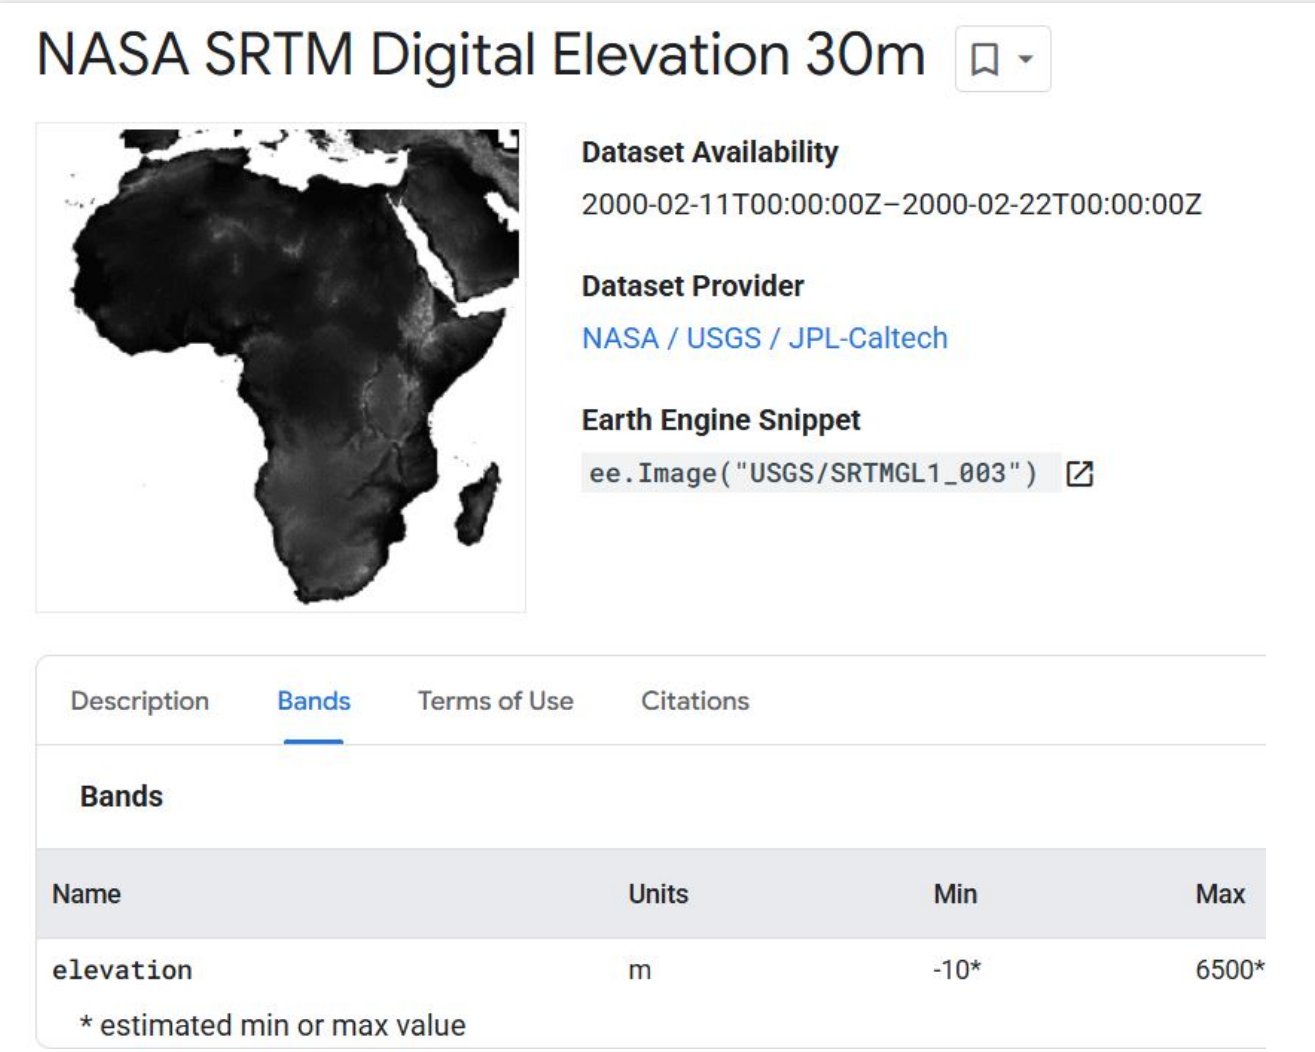 NASA SRTM Digital Elevation 30m
Dataset Availability
2000-02-11T00:00:00Z–2000-02-22T00:00:00Z
Dataset Provider
NASA / USGS / JPL-Caltech
Earth Engine Snippet
ee.Image("USGS/SRTMGL1_003")
Description Bands Terms of Use Citations
Bands
Name Units Min Max
elevation m -10* 6500*
* estimated min or max value